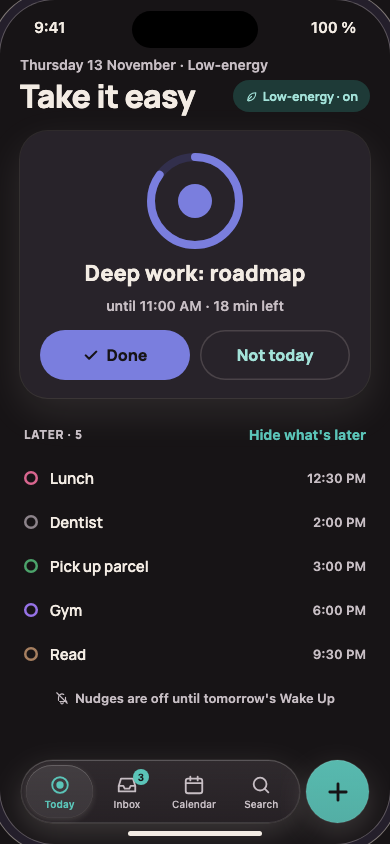 9:41
100 %
Thursday 13 November · Low-energy
Take it easy
Low-energy · on
Deep work: roadmap
until 11:00 AM · 18 min left
Done
Not today
LATER · 5
Hide what's later
Lunch
12:30 PM
Dentist
2:00 PM
Pick up parcel
3:00 PM
Gym
6:00 PM
Read
9:30 PM
Nudges are off until tomorrow's Wake Up
3
Today
Inbox
Calendar
Search